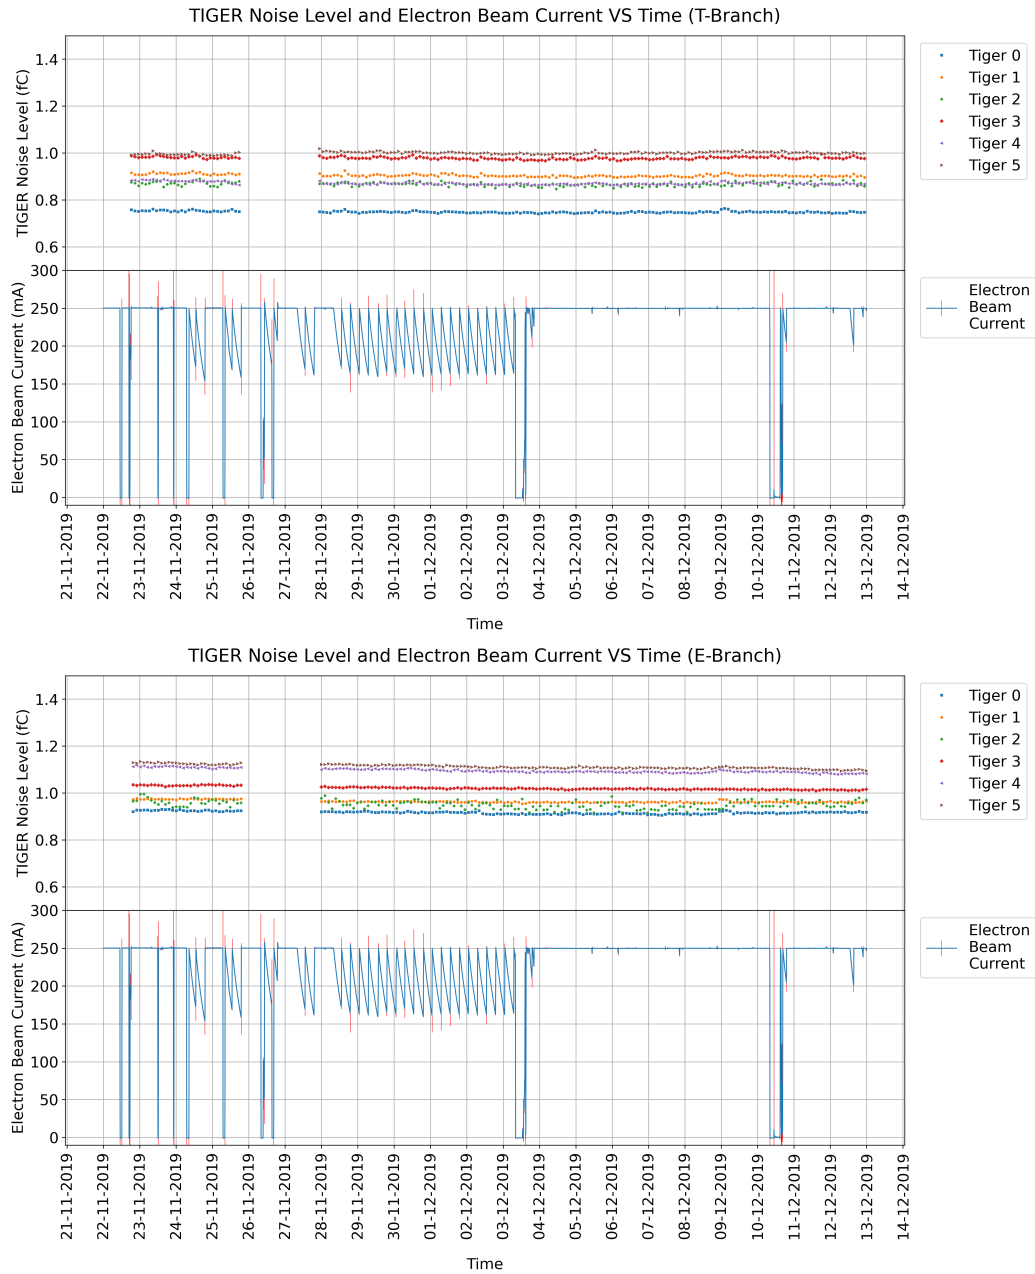 TIGER Noise Level and Electron Beam Current VS Time (T-Branch)
TIGER Noise Level (fC)
1.4
1.2
1.0
0.8
0.6
Tiger 0
Tiger 1
Tiger 2
Tiger 3
Tiger 4
Tiger 5
Electron Beam Current (mA)
300
250
200
150
100
50
0
Electron
Beam
Current
21-11-2019
22-11-2019
23-11-2019
24-11-2019
25-11-2019
26-11-2019
27-11-2019
28-11-2019
29-11-2019
30-11-2019
01-12-2019
02-12-2019
03-12-2019
04-12-2019
05-12-2019
06-12-2019
07-12-2019
08-12-2019
09-12-2019
10-12-2019
11-12-2019
12-12-2019
13-12-2019
14-12-2019
Time
TIGER Noise Level and Electron Beam Current VS Time (E-Branch)
TIGER Noise Level (fC)
1.4
1.2
1.0
0.8
0.6
Tiger 0
Tiger 1
Tiger 2
Tiger 3
Tiger 4
Tiger 5
Electron Beam Current (mA)
300
250
200
150
100
50
0
Electron
Beam
Current
21-11-2019
22-11-2019
23-11-2019
24-11-2019
25-11-2019
26-11-2019
27-11-2019
28-11-2019
29-11-2019
30-11-2019
01-12-2019
02-12-2019
03-12-2019
04-12-2019
05-12-2019
06-12-2019
07-12-2019
08-12-2019
09-12-2019
10-12-2019
11-12-2019
12-12-2019
13-12-2019
14-12-2019
Time